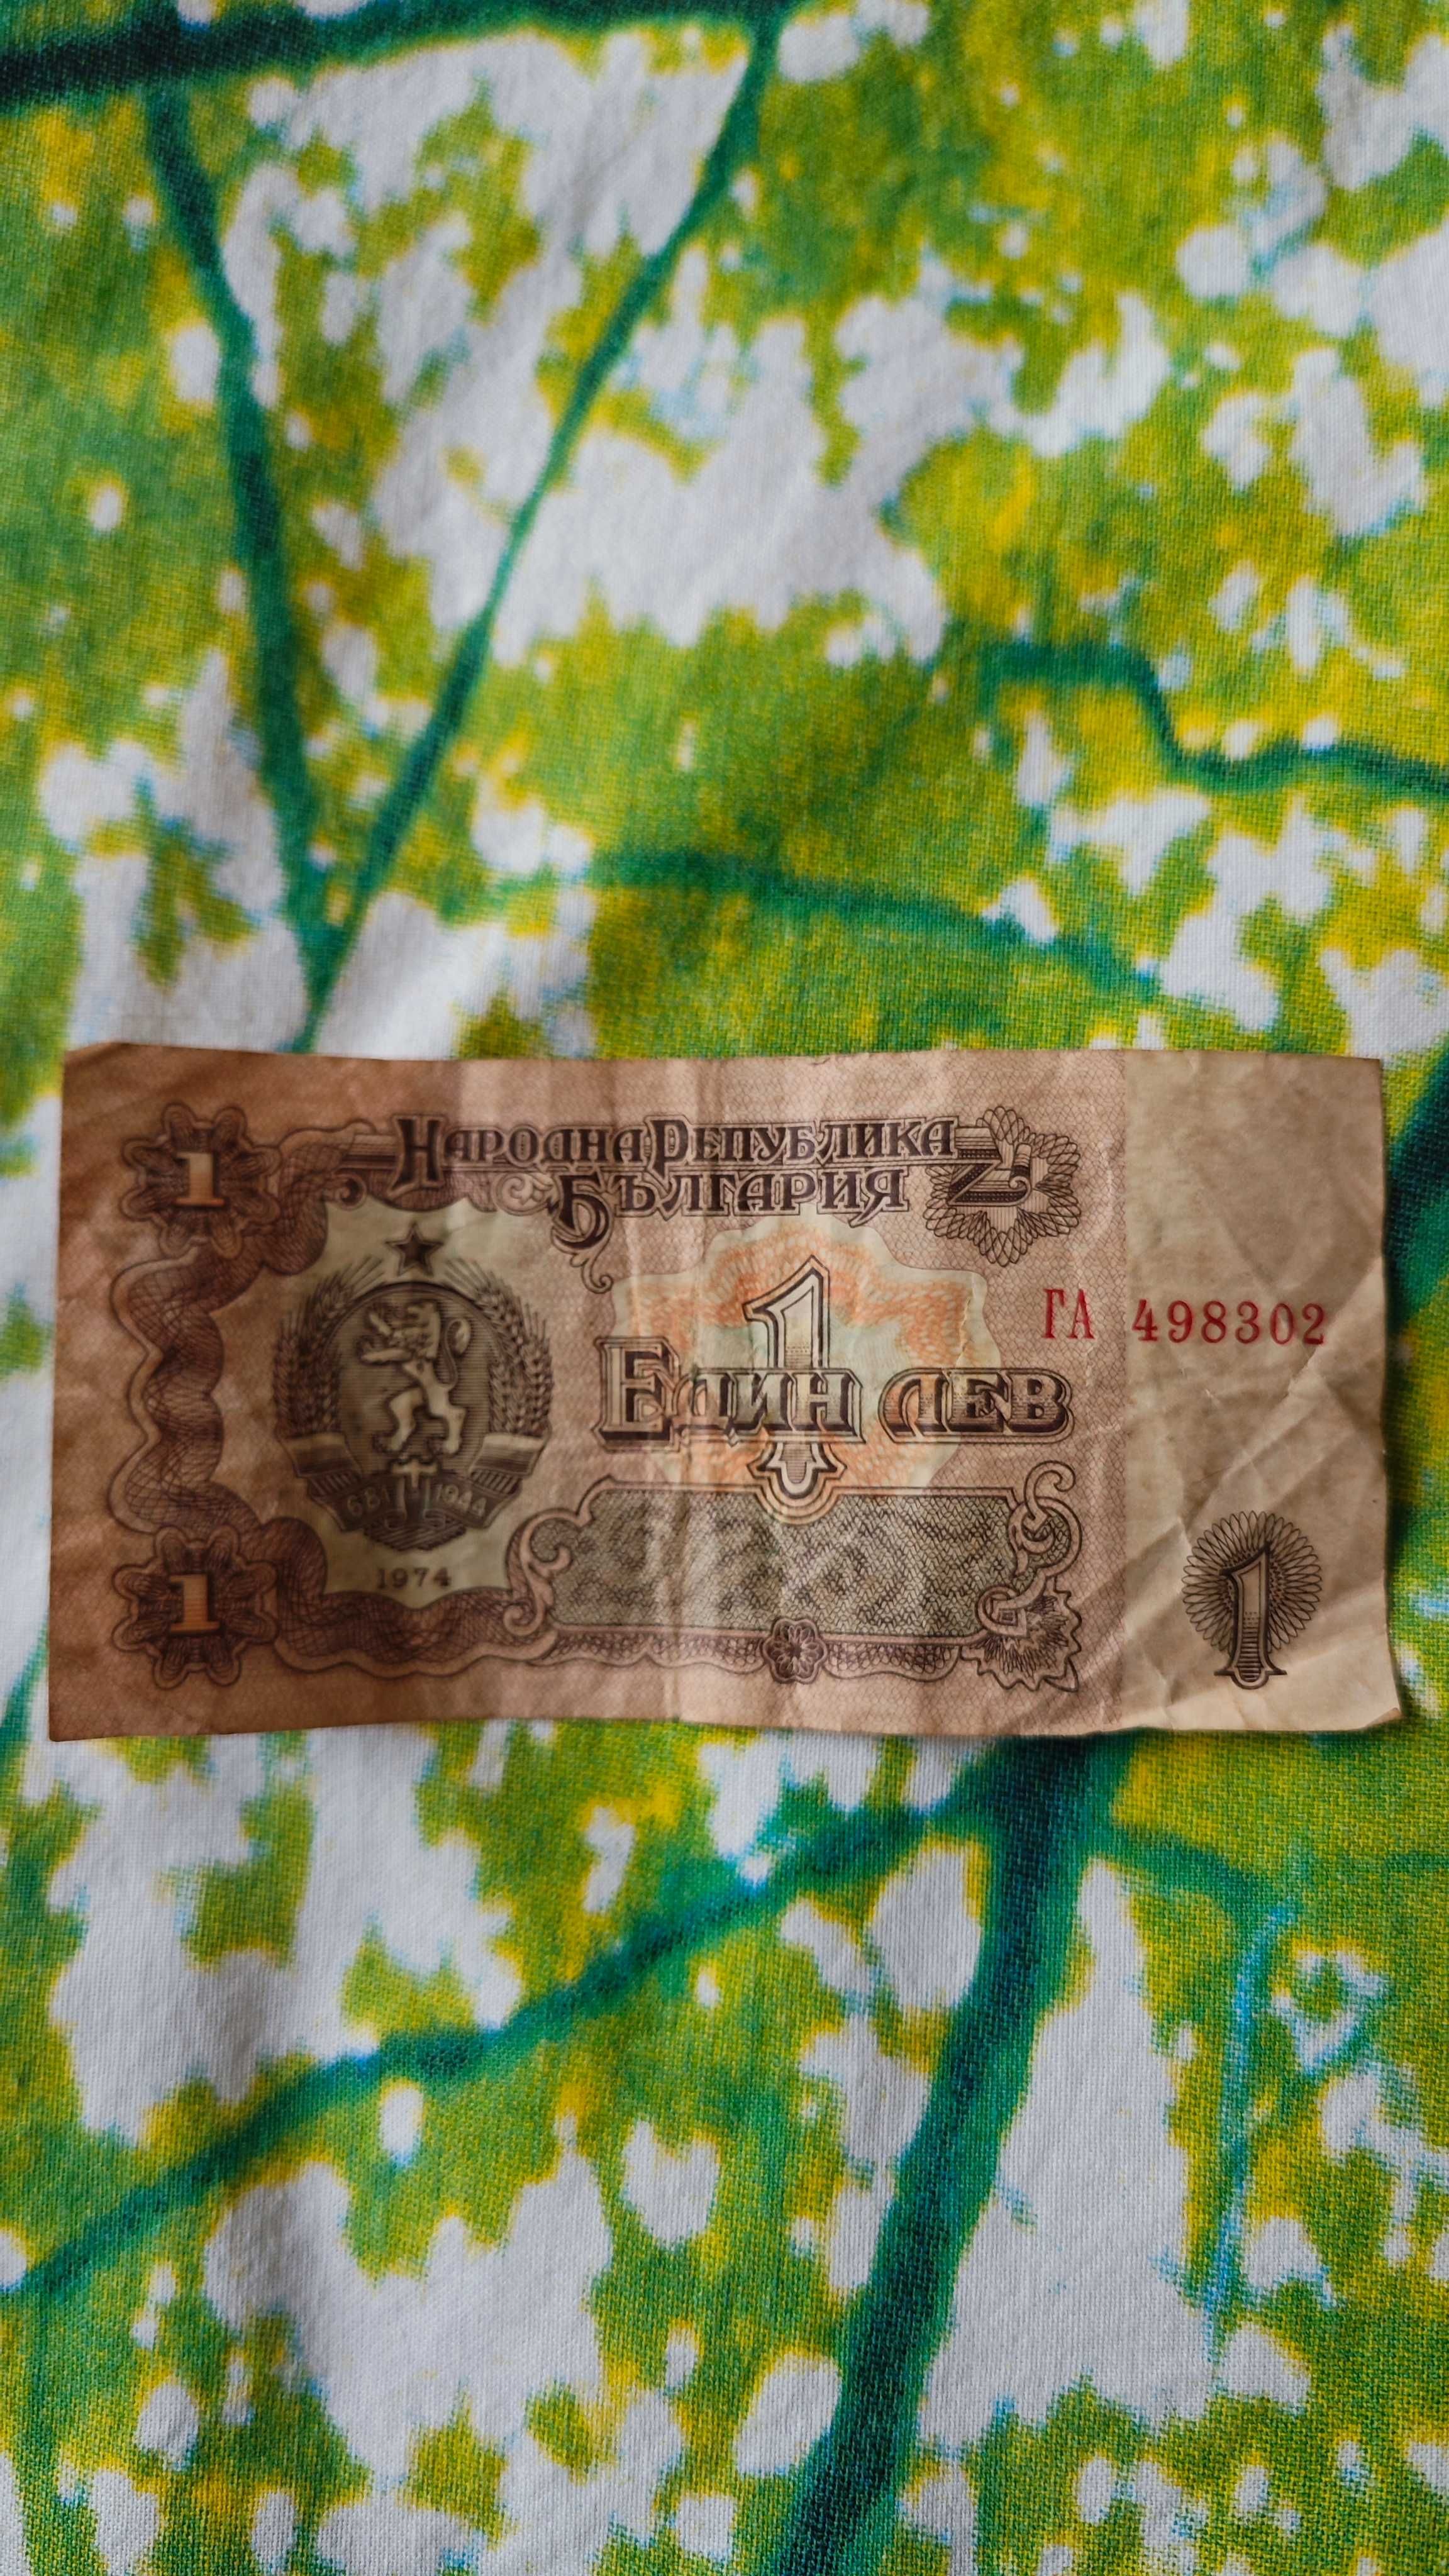 1
НАРОДНА РЕПУБЛИКА
БЪЛГАРИЯ
1
ЕДИН ЛЕВ
ГА 498302
681 1944
1974
1
1